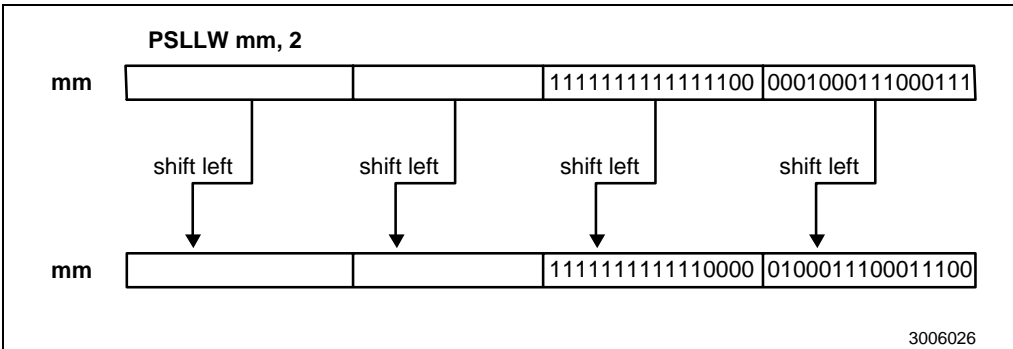 PSLLW mm, 2
mm 1111111111111100 0001000111000111
shift left shift left shift left shift left
mm 1111111111110000 0100011100011100
3006026